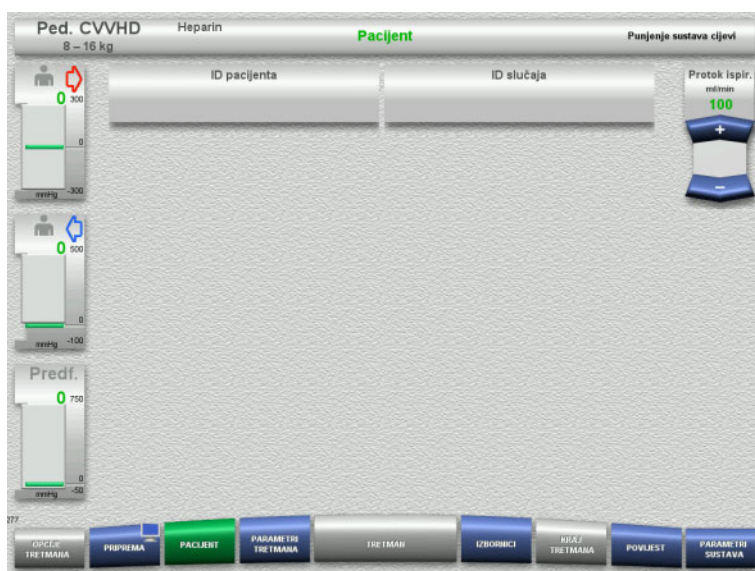 Ped. CVVHD
8 – 16 kg
Heparin
Pacijent
Punjenje sustava cijevi
0
300
0
-300
mmHg
ID pacijenta
ID slučaja
Protok ispir.
ml/min
100
+
–
0
500
0
-100
mmHg
Predf.
0
750
0
-50
mmHg
277
OPCIJE
TRETMANA
PRIPREMA
PACIJENT
PARAMETRI
TRETMANA
TRETMAN
IZBORNICI
KRAJ
TRETMANA
POVIJEST
PARAMETRI
SUSTAVA